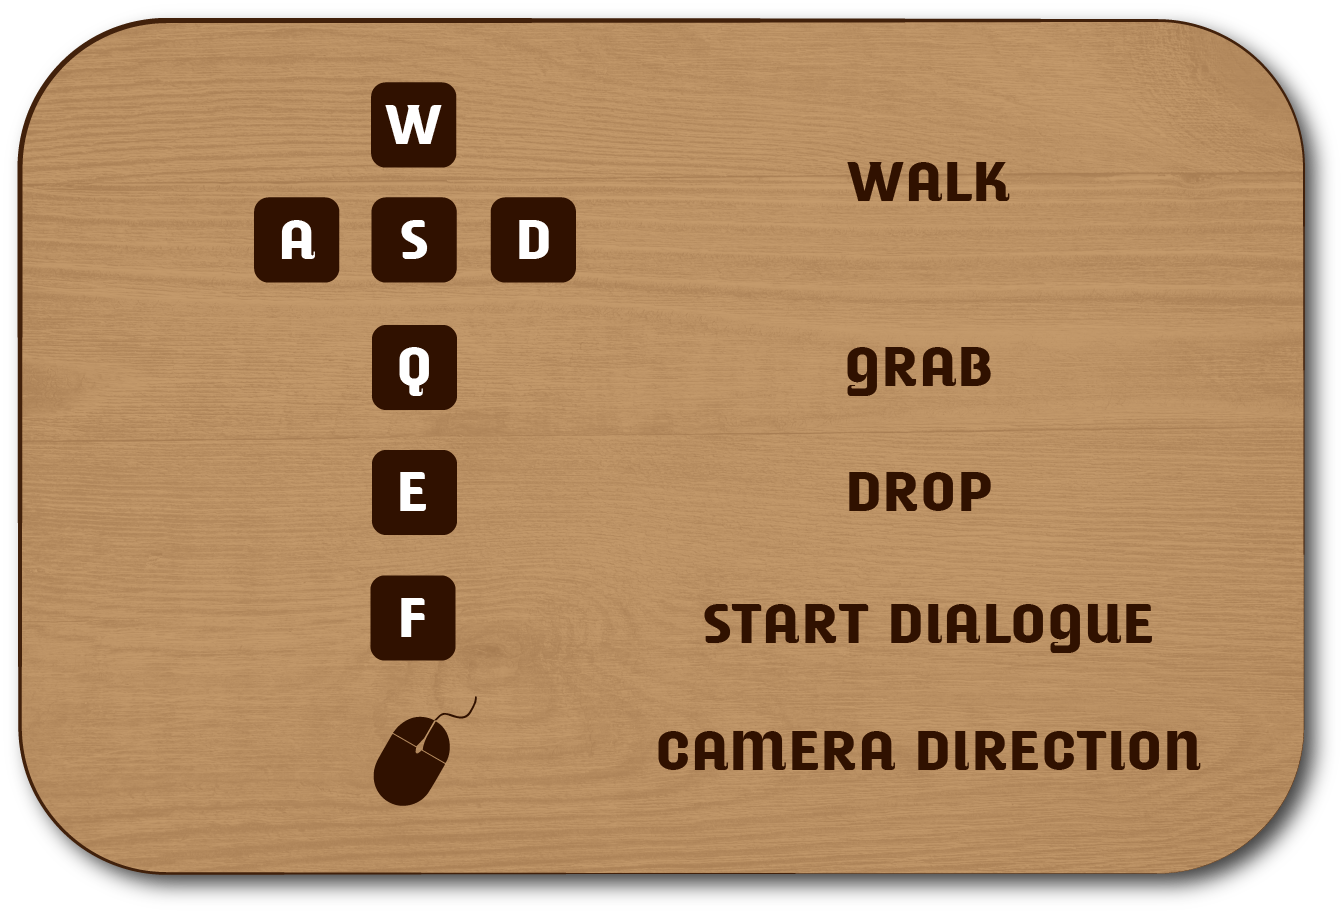 W
WALK
A S D
Q GRAB
E DROP
F START DIALOGUE
CAMERA DIRECTION